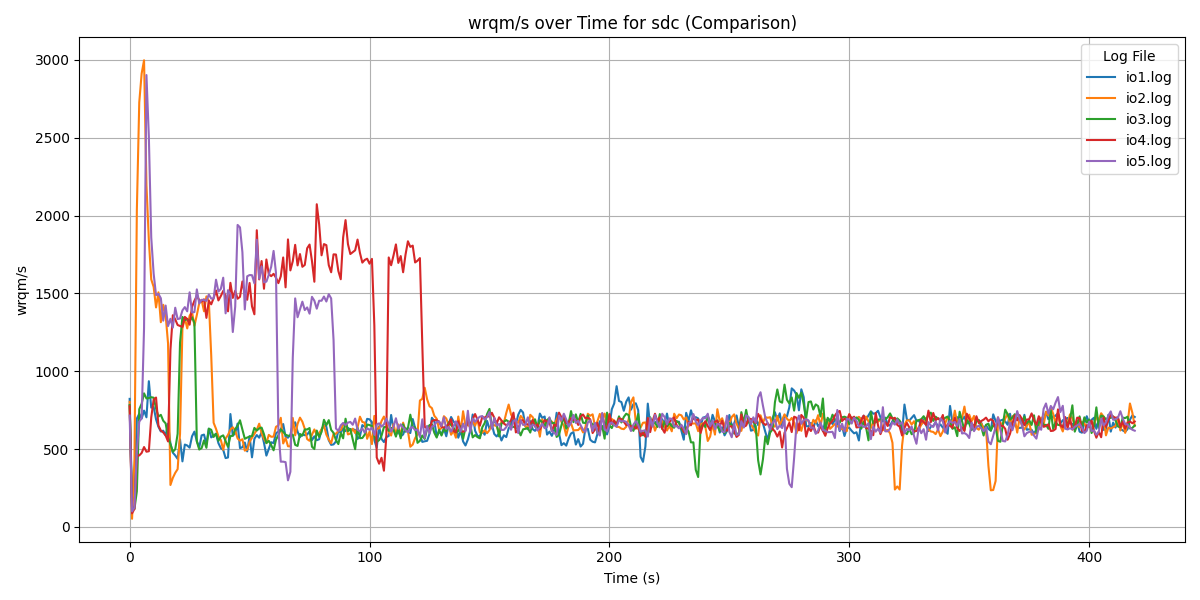 wrqm/s over Time for sdc (Comparison)
Log File
io1.log
io2.log
io3.log
io4.log
io5.log
wrqm/s
3000
2500
2000
1500
1000
500
0
0 100 200 300 400
Time (s)